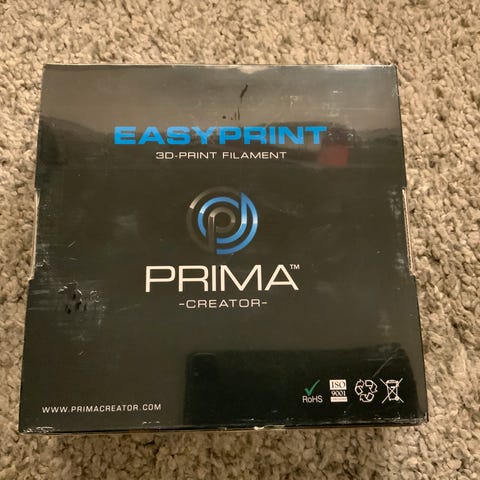 EASYPRINT
3D-PRINT FILAMENT
PRIMA™
-CREATOR-
RoHS
ISO
9001
WWW.PRIMACREATOR.COM